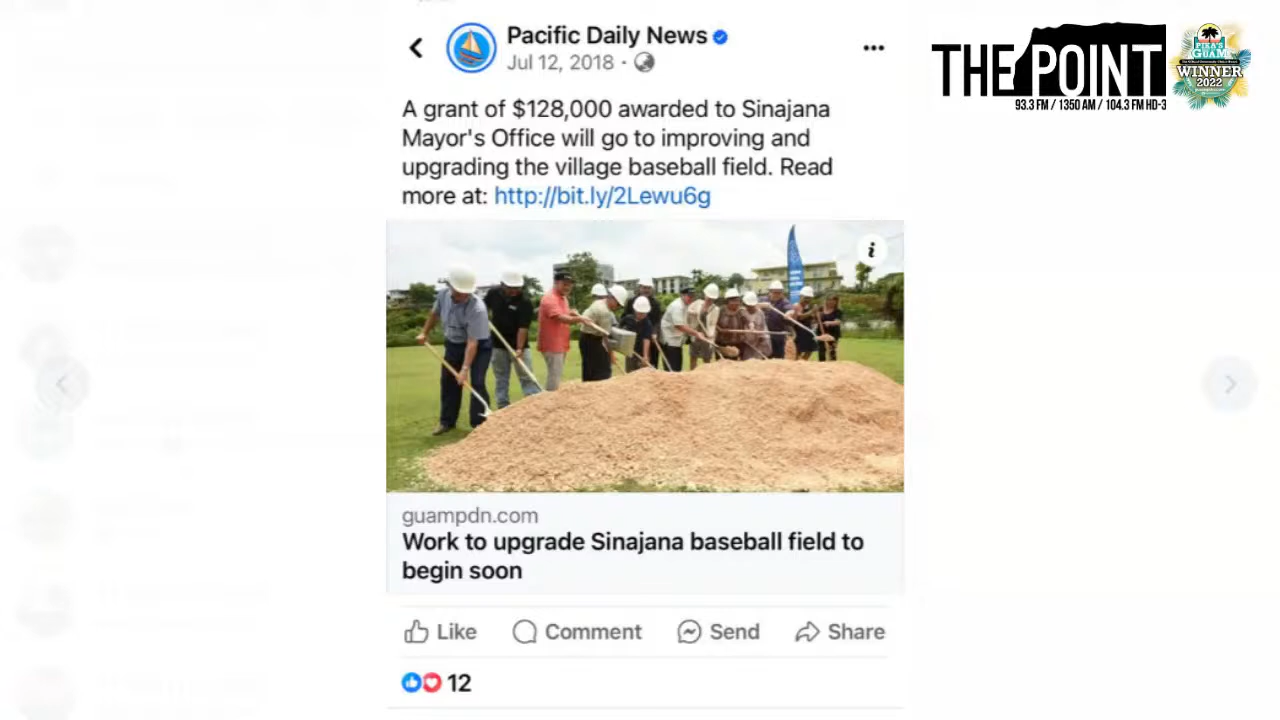 Pacific Daily News
Jul 12, 2018 ·
A grant of $128,000 awarded to Sinajana
Mayor's Office will go to improving and
upgrading the village baseball field. Read
more at: http://bit.ly/2Lewu6g
guampdn.com
Work to upgrade Sinajana baseball field to
begin soon
Like
Comment
Send
Share
12
THE POINT
93.3 FM / 1350 AM / 104.3 FM HD-3
PIKA'S
GUAM
WINNER
2022